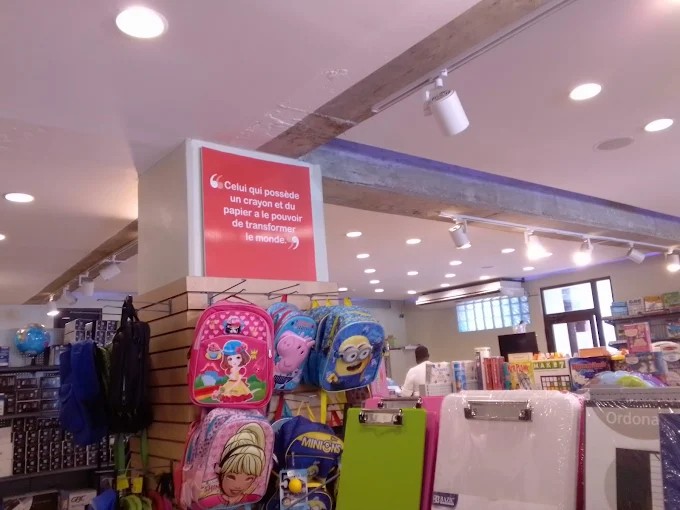 Celui qui possède
un crayon et du
papier a le pouvoir
de transformer
le monde.
MINIONS
Ordona